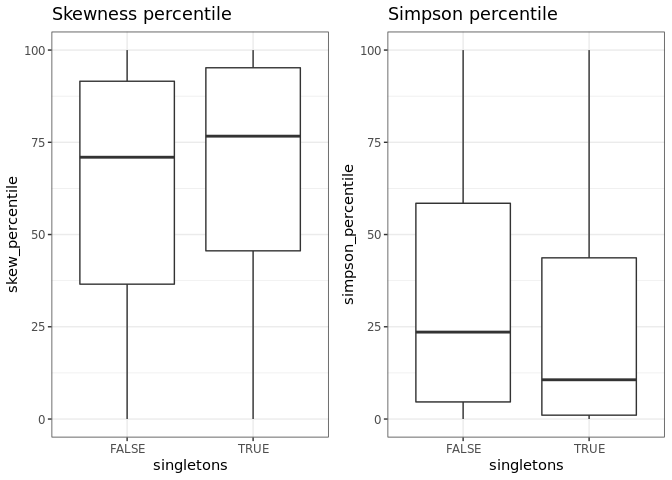 Skewness percentile
skew_percentile
100
75
50
25
0
FALSE
TRUE
singletons
Simpson percentile
simpson_percentile
100
75
50
25
0
FALSE
TRUE
singletons